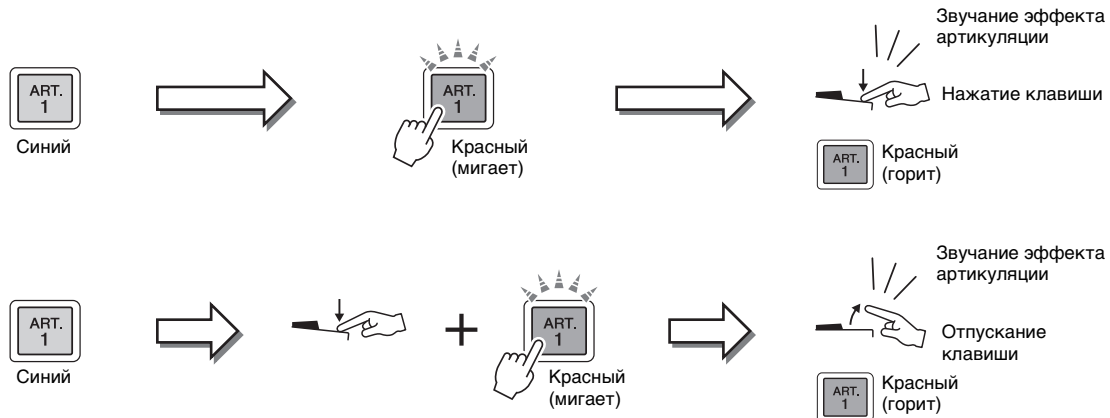 Звучание эффекта
артикуляции
ART.
1
Синий
ART.
1
Красный
(мигает)
Нажатие клавиши
ART.
1
Красный
(горит)
Звучание эффекта
артикуляции
ART.
1
Синий
ART.
1
Красный
(мигает)
Отпускание
клавиши
ART.
1
Красный
(горит)